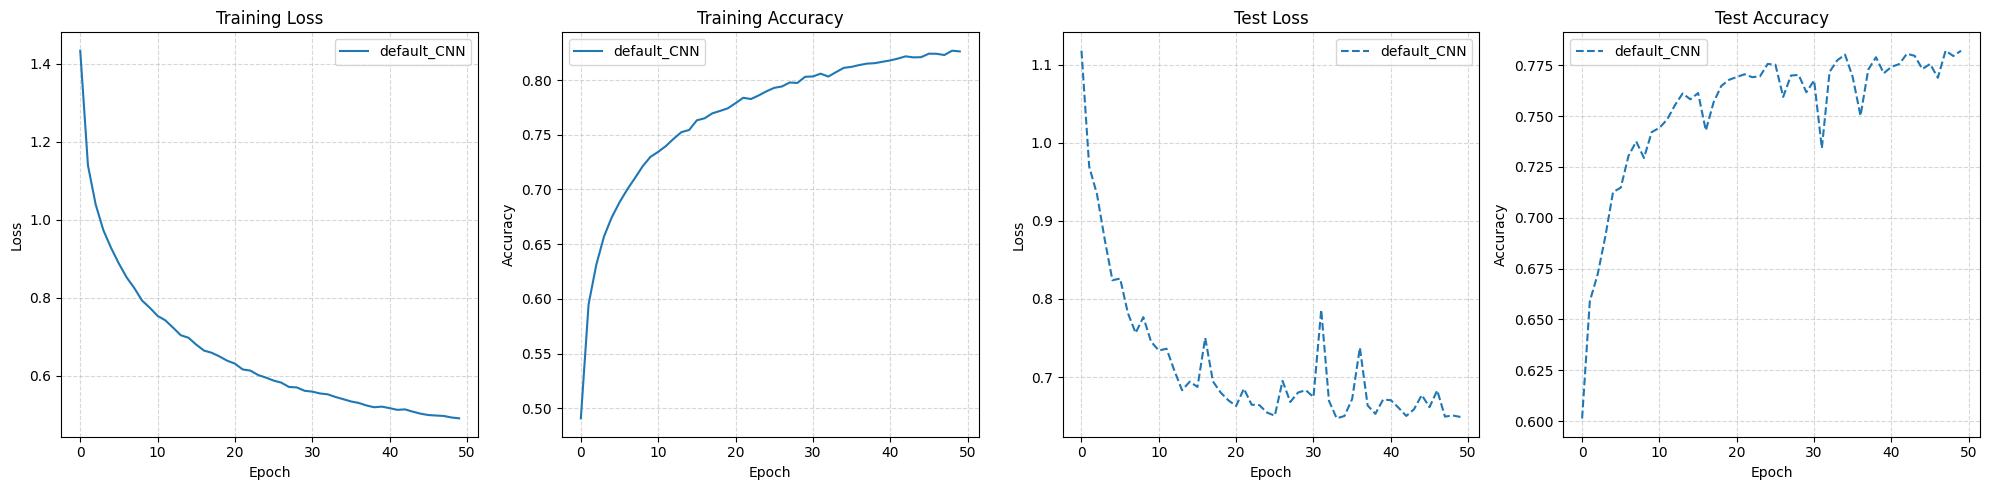 Training Loss
default_CNN
1.4
1.2
1.0
0.8
0.6
Loss
0 10 20 30 40 50
Epoch
Training Accuracy
default_CNN
0.80
0.75
0.70
0.65
0.60
0.55
0.50
Accuracy
0 10 20 30 40 50
Epoch
Test Loss
default_CNN
1.1
1.0
0.9
0.8
0.7
Loss
0 10 20 30 40 50
Epoch
Test Accuracy
default_CNN
0.775
0.750
0.725
0.700
0.675
0.650
0.625
0.600
Accuracy
0 10 20 30 40 50
Epoch